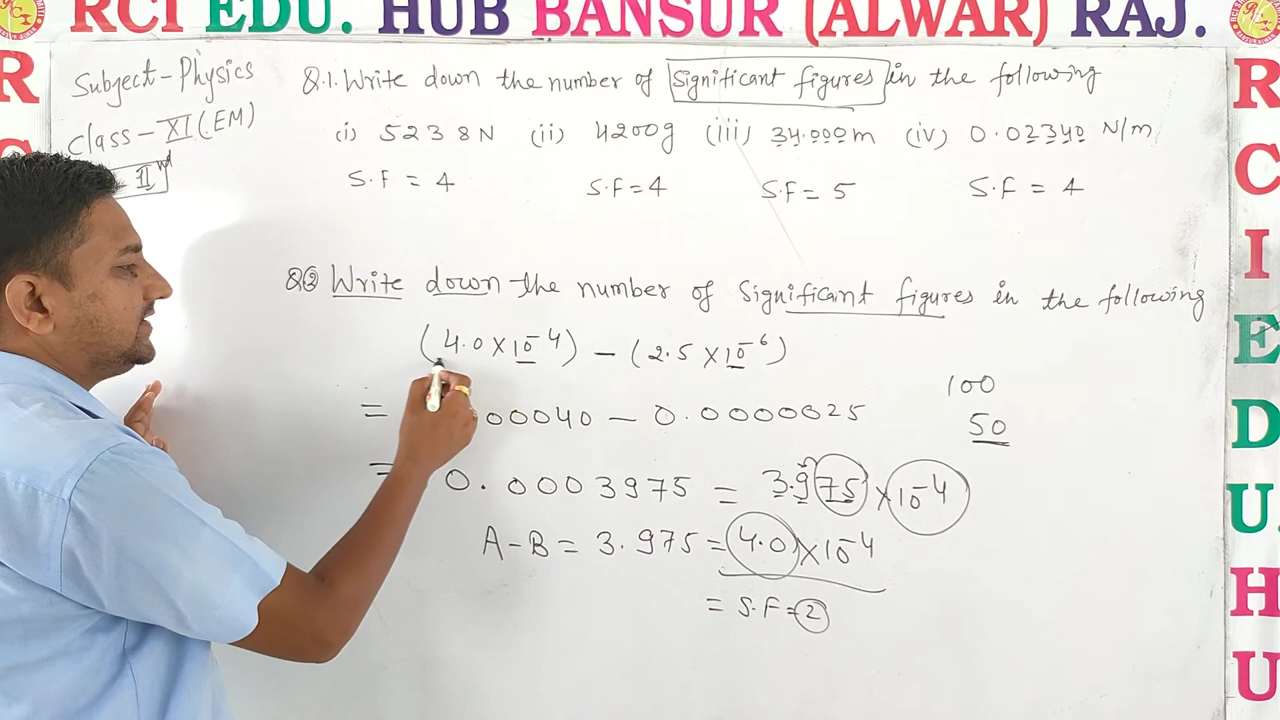 RCI EDU. HUB BANSUR (ALWAR) RAJ.
Subject-Physics
Class-XI(EM)
II nd
Q.1. Write down the number of Significant figures in the following
(i) 5238N (ii) 4200g (iii) 34.000m (iv) 0.02340 N/m
S.F = 4 S.F=4 S.F= 5 S.F = 4
Q② Write down the number of Significant figures in the following
(4.0×10⁻⁴) − (2.5×10⁻⁶)
= 00040 − 0.0000025
= 0.0003975 = 3.975×10⁻⁴
A-B = 3.975 = 4.0×10⁻⁴
= S.F=2
100
50
R
R
C
I
E
D
U.
H
U